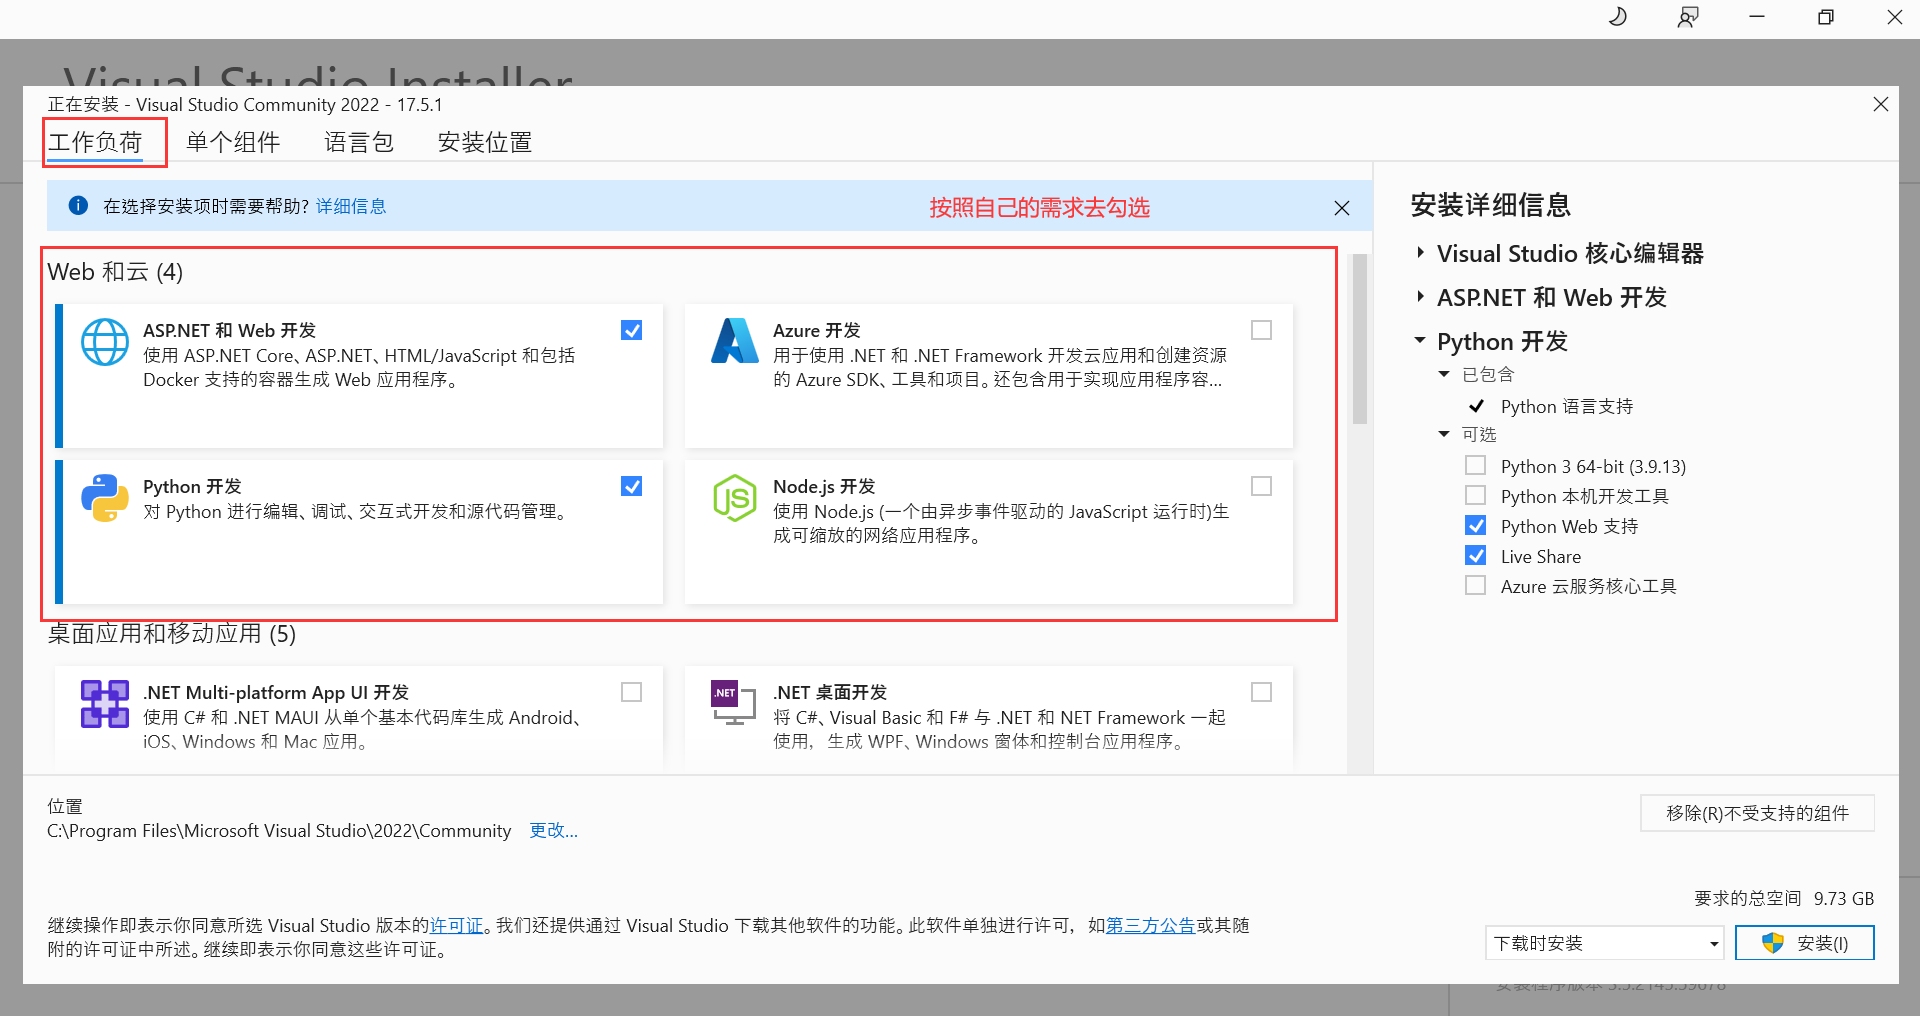 Visual Studio Installer
正在安装 - Visual Studio Community 2022 - 17.5.1
工作负荷 单个组件 语言包 安装位置
在选择安装项时需要帮助? 详细信息
按照自己的需求去勾选
Web 和云 (4)
ASP.NET 和 Web 开发
使用 ASP.NET Core、ASP.NET、HTML/JavaScript 和包括
Docker 支持的容器生成 Web 应用程序。
Azure 开发
用于使用 .NET 和 .NET Framework 开发云应用和创建资源
的 Azure SDK、工具和项目。还包含用于实现应用程序容...
Python 开发
对 Python 进行编辑、调试、交互式开发和源代码管理。
Node.js 开发
使用 Node.js (一个由异步事件驱动的 JavaScript 运行时)生
成可缩放的网络应用程序。
桌面应用和移动应用 (5)
.NET Multi-platform App UI 开发
使用 C# 和 .NET MAUI 从单个基本代码库生成 Android、
iOS、Windows 和 Mac 应用。
.NET
.NET 桌面开发
将 C#、Visual Basic 和 F# 与 .NET 和 NET Framework 一起
使用，生成 WPF、Windows 窗体和控制台应用程序。
安装详细信息
Visual Studio 核心编辑器
ASP.NET 和 Web 开发
Python 开发
已包含
Python 语言支持
可选
Python 3 64-bit (3.9.13)
Python 本机开发工具
Python Web 支持
Live Share
Azure 云服务核心工具
位置
C:\Program Files\Microsoft Visual Studio\2022\Community 更改...
移除(R)不受支持的组件
要求的总空间 9.73 GB
继续操作即表示你同意所选 Visual Studio 版本的许可证。我们还提供通过 Visual Studio 下载其他软件的功能。此软件单独进行许可，如第三方公告或其随
附的许可证中所述。继续即表示你同意这些许可证。
下载时安装
安装(I)
安装程序版本 3.5.2145.59678